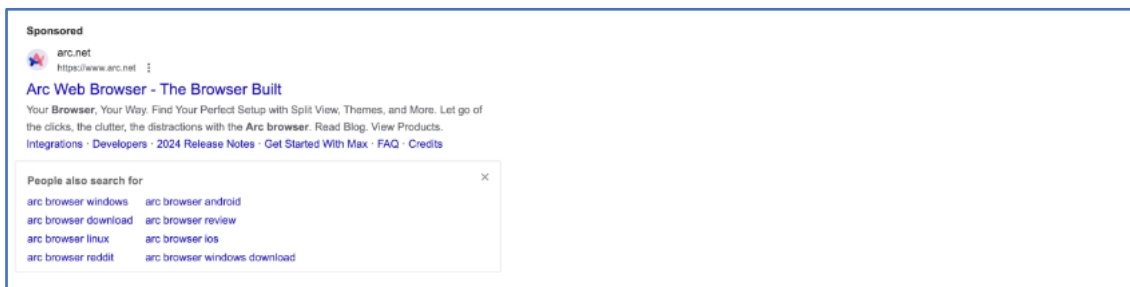 Sponsored
arc.net
https://www.arc.net
Arc Web Browser - The Browser Built
Your Browser, Your Way. Find Your Perfect Setup with Split View, Themes, and More. Let go of
the clicks, the clutter, the distractions with the Arc browser. Read Blog. View Products.
Integrations · Developers · 2024 Release Notes · Get Started With Max · FAQ · Credits
People also search for
arc browser windows arc browser android
arc browser download arc browser review
arc browser linux arc browser ios
arc browser reddit arc browser windows download